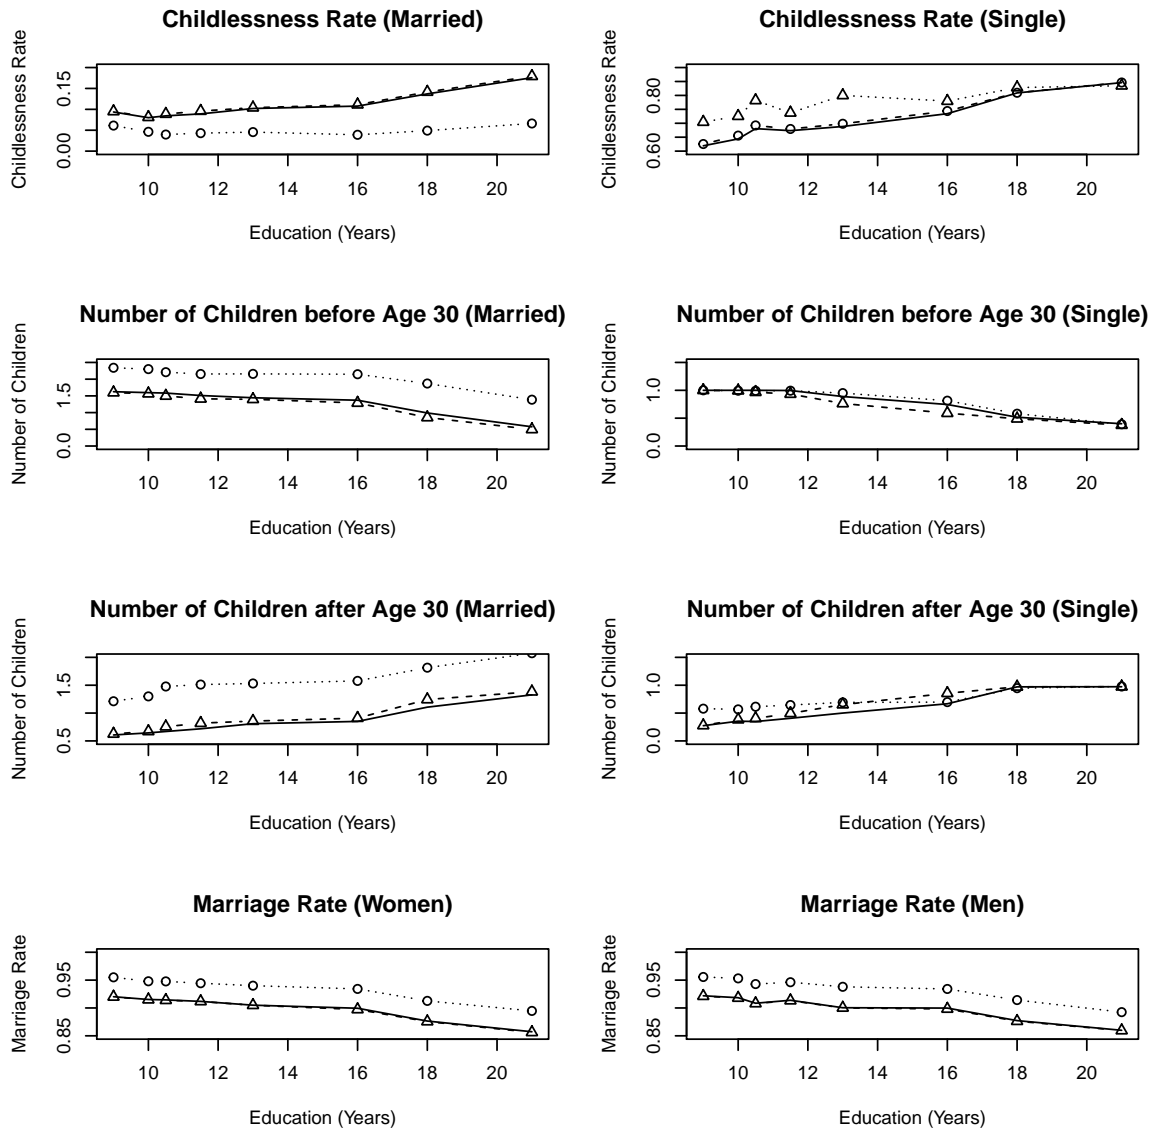 Childlessness Rate (Married)
Childlessness Rate
0.00 0.15
10 12 14 16 18 20
Education (Years)
Childlessness Rate (Single)
Childlessness Rate
0.60 0.80
10 12 14 16 18 20
Education (Years)
Number of Children before Age 30 (Married)
Number of Children
0.0 1.5
10 12 14 16 18 20
Education (Years)
Number of Children before Age 30 (Single)
Number of Children
0.0 1.0
10 12 14 16 18 20
Education (Years)
Number of Children after Age 30 (Married)
Number of Children
0.5 1.5
10 12 14 16 18 20
Education (Years)
Number of Children after Age 30 (Single)
Number of Children
0.0 1.0
10 12 14 16 18 20
Education (Years)
Marriage Rate (Women)
Marriage Rate
0.85 0.95
10 12 14 16 18 20
Education (Years)
Marriage Rate (Men)
Marriage Rate
0.85 0.95
10 12 14 16 18 20
Education (Years)